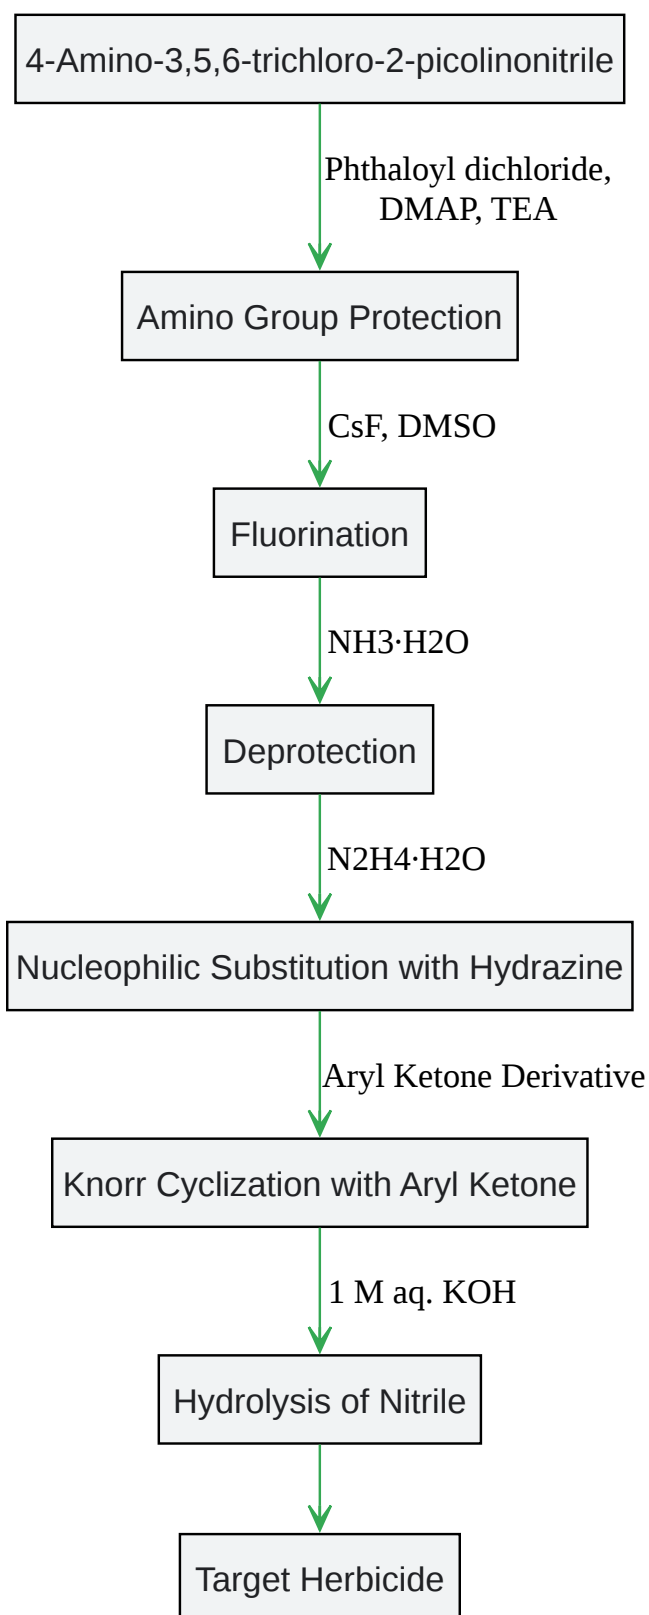 4-Amino-3,5,6-trichloro-2-picolinonitrile
Phthaloyl dichloride,
DMAP, TEA
Amino Group Protection
CsF, DMSO
Fluorination
NH3·H2O
Deprotection
N2H4·H2O
Nucleophilic Substitution with Hydrazine
Aryl Ketone Derivative
Knorr Cyclization with Aryl Ketone
1 M aq. KOH
Hydrolysis of Nitrile
Target Herbicide